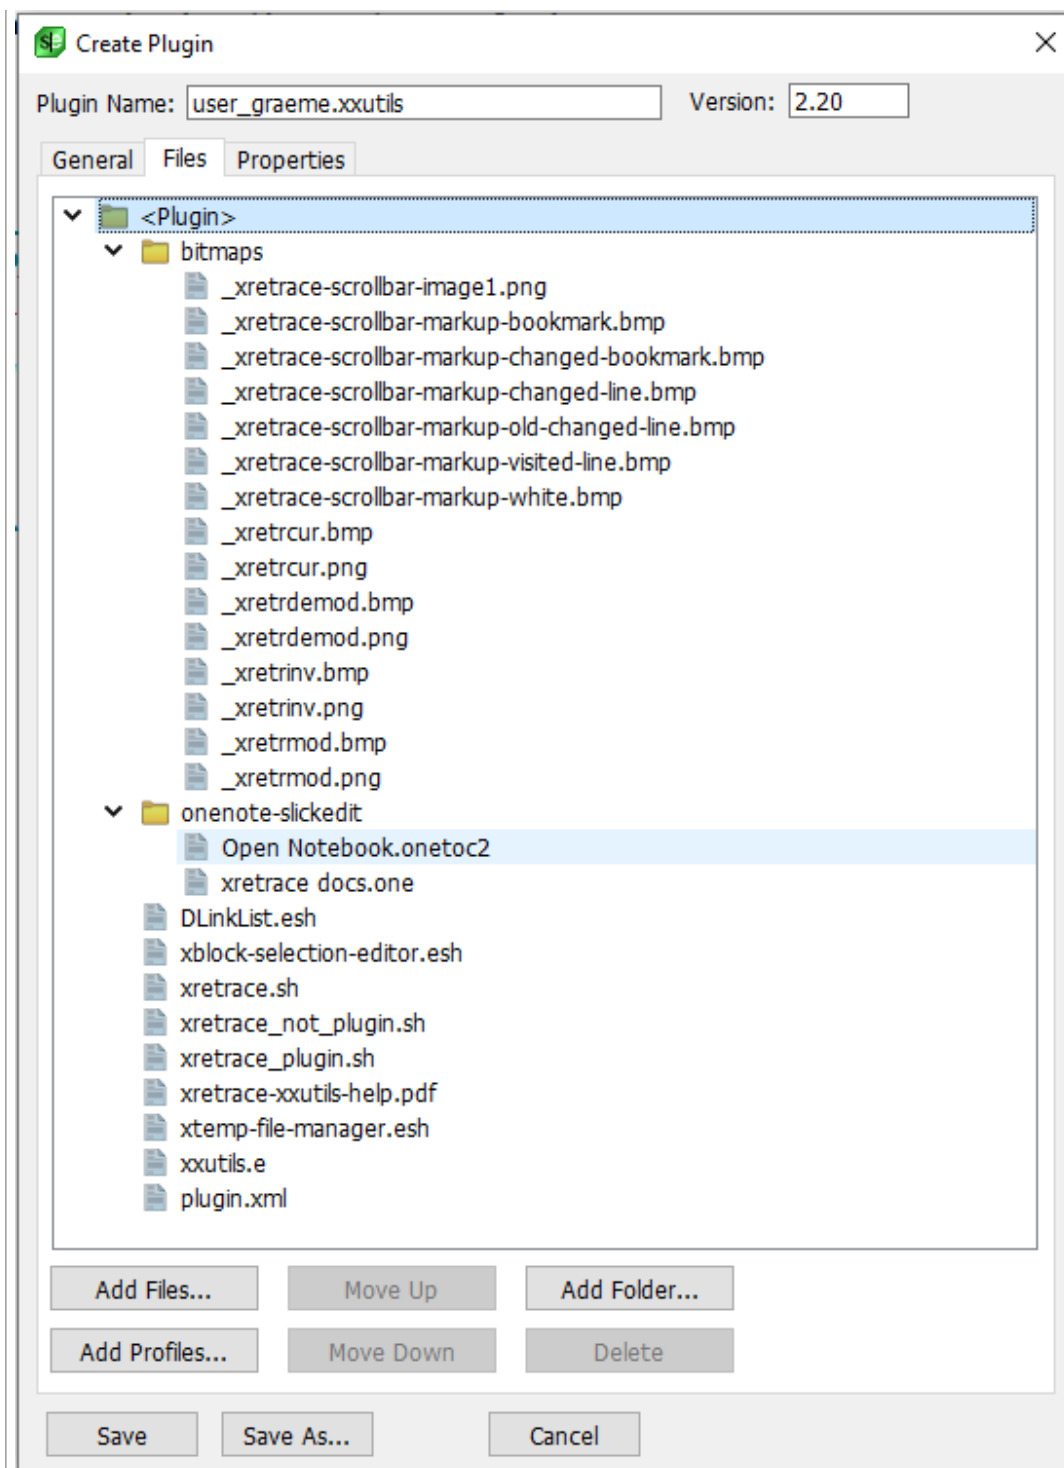 Create Plugin
Plugin Name: user_graeme.xxutils Version: 2.20
General Files Properties
<Plugin>
bitmaps
_xretrace-scrollbar-image1.png
_xretrace-scrollbar-markup-bookmark.bmp
_xretrace-scrollbar-markup-changed-bookmark.bmp
_xretrace-scrollbar-markup-changed-line.bmp
_xretrace-scrollbar-markup-old-changed-line.bmp
_xretrace-scrollbar-markup-visited-line.bmp
_xretrace-scrollbar-markup-white.bmp
_xretrcur.bmp
_xretrcur.png
_xretrdemod.bmp
_xretrdemod.png
_xretrinv.bmp
_xretrinv.png
_xretrmod.bmp
_xretrmod.png
onenote-slickedit
Open Notebook.onetoc2
xretrace docs.one
DLinkList.esh
xblock-selection-editor.esh
xretrace.sh
xretrace_not_plugin.sh
xretrace_plugin.sh
xretrace-xxutils-help.pdf
xtemp-file-manager.esh
xxutils.e
plugin.xml
Add Files... Move Up Add Folder...
Add Profiles... Move Down Delete
Save Save As... Cancel